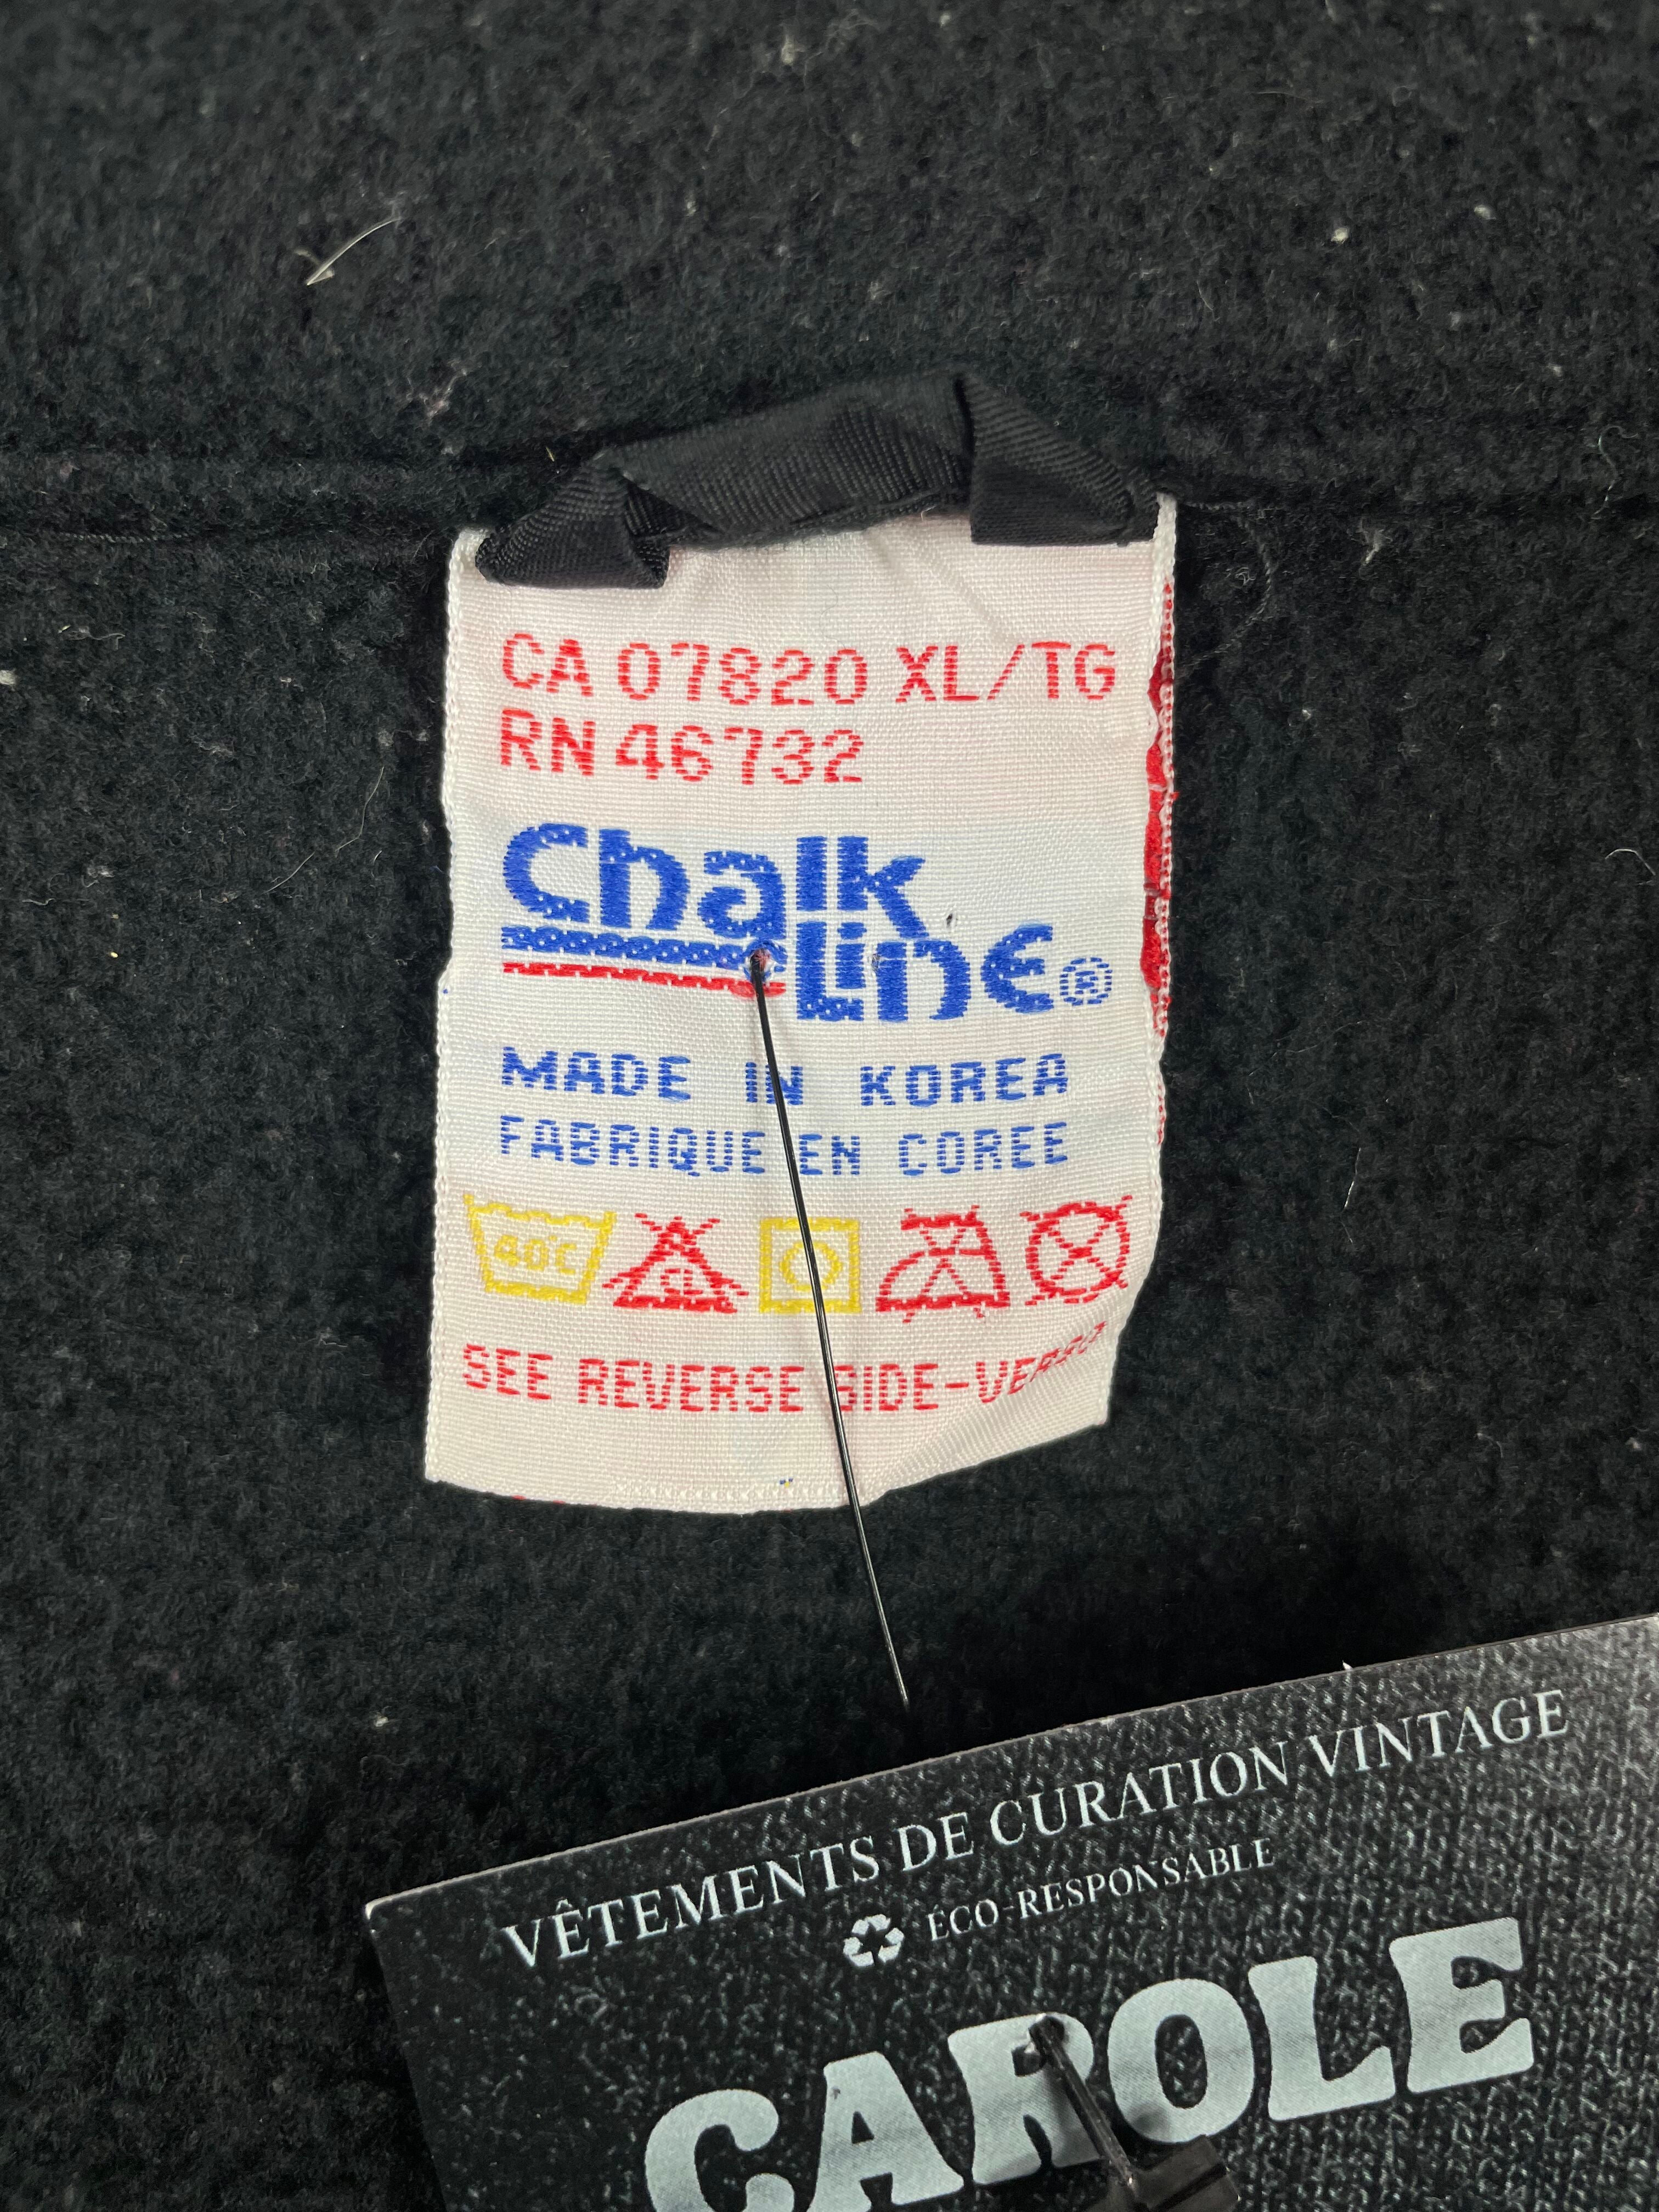 CA 07820 XL/TG
RN 46732
Chalk
Line®
MADE IN KOREA
FABRIQUE EN COREE
40°C CL
SEE REVERSE SIDE-VERSO
VÊTEMENTS DE CURATION VINTAGE
ÉCO-RESPONSABLE
CAROLE